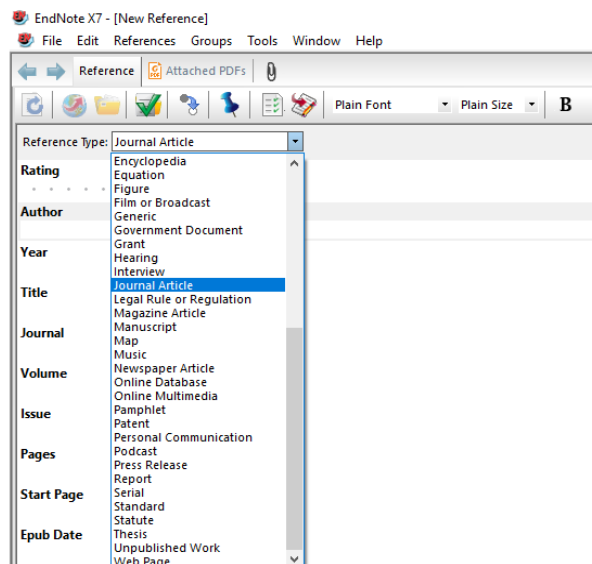 EndNote X7 - [New Reference]
File Edit References Groups Tools Window Help
Reference Attached PDFs
Plain Font Plain Size B
Reference Type: Journal Article
Encyclopedia
Rating
Equation
Figure
Film or Broadcast
Author
Generic
Government Document
Grant
Year
Hearing
Interview
Journal Article
Title
Legal Rule or Regulation
Magazine Article
Manuscript
Journal
Map
Music
Newspaper Article
Volume
Online Database
Online Multimedia
Pamphlet
Issue
Patent
Personal Communication
Podcast
Pages
Press Release
Report
Serial
Start Page
Standard
Statute
Thesis
Epub Date
Unpublished Work
Web Page